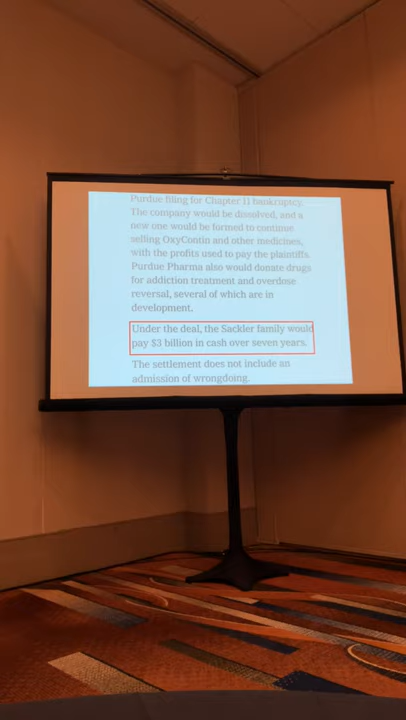 Purdue filing for Chapter 11 bankruptcy.
The company would be dissolved, and a
new one would be formed to continue
selling OxyContin and other medicines,
with the profits used to pay the plaintiffs.
Purdue Pharma also would donate drugs
for addiction treatment and overdose
reversal, several of which are in
development.
Under the deal, the Sackler family would
pay $3 billion in cash over seven years.
The settlement does not include an
admission of wrongdoing.